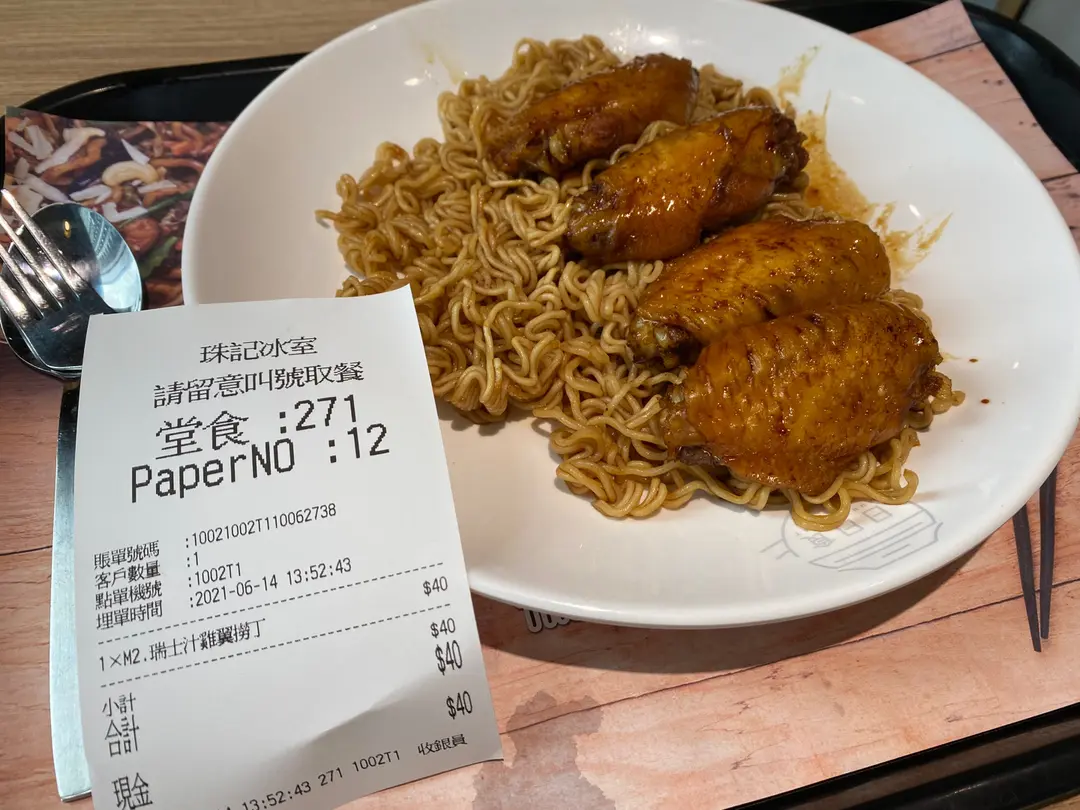 珠記冰室
請留意叫號取餐
堂食 :271
PaperNO :12
賬單號碼 :10021002T110062738
客戶數量 :1
點單機號 :1002T1
埋單時間 :2021-06-14 13:52:43
$40
1×M2.瑞士汁雞翼撈丁 $40
小計 $40
合計 $40
現金
13:52:43 271 1002T1 收銀員